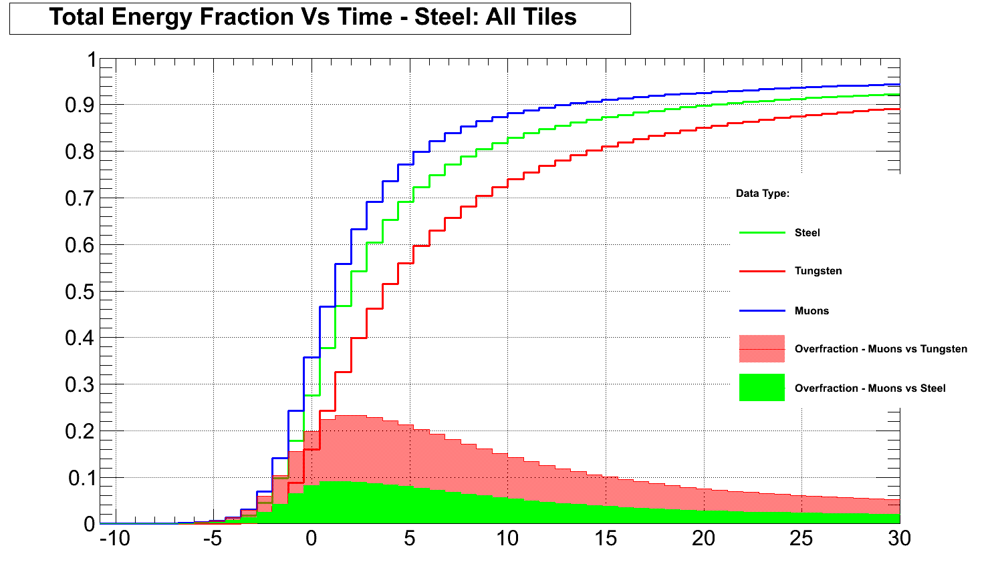 Total Energy Fraction Vs Time - Steel: All Tiles
1
0.9
0.8
0.7
0.6
0.5
0.4
0.3
0.2
0.1
0
-10 -5 0 5 10 15 20 25 30
Data Type:
Steel
Tungsten
Muons
Overfraction - Muons vs Tungsten
Overfraction - Muons vs Steel